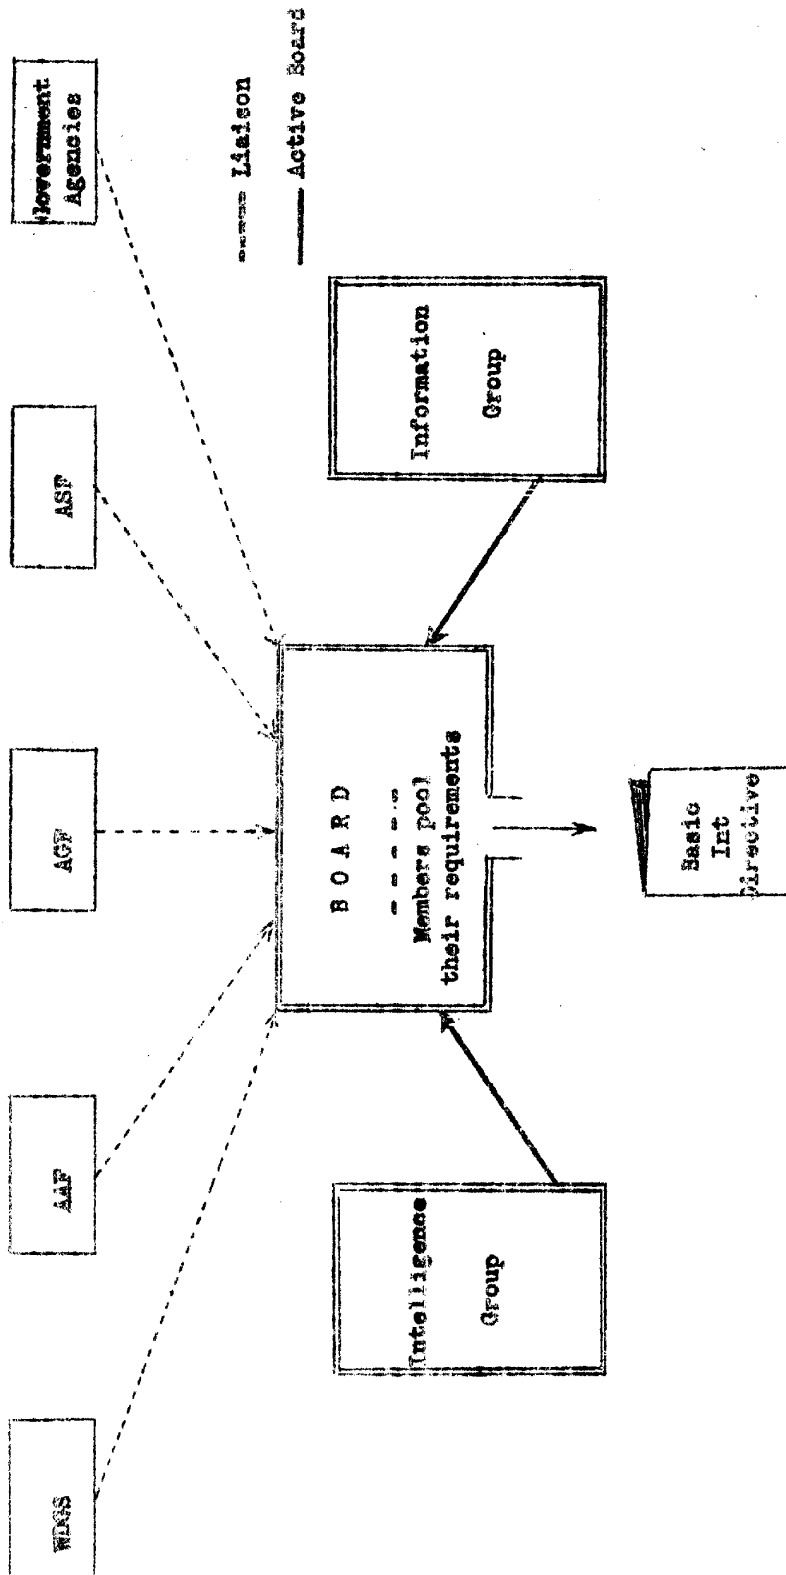 WDGS
AAF
AGF
ASF
Government
Agencies
Liaison
Active Board
BOARD
Members pool
their requirements
Intelligence
Group
Information
Group
Basic
Int
Directive